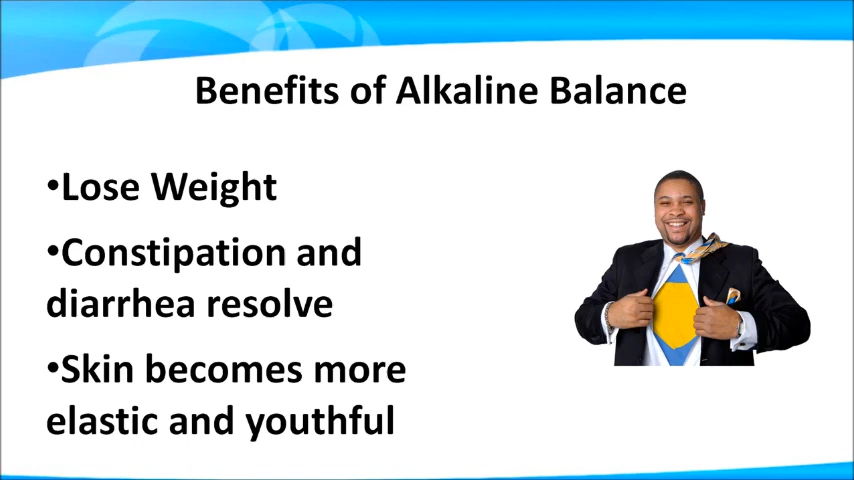 Benefits of Alkaline Balance
•Lose Weight
•Constipation and
diarrhea resolve
•Skin becomes more
elastic and youthful